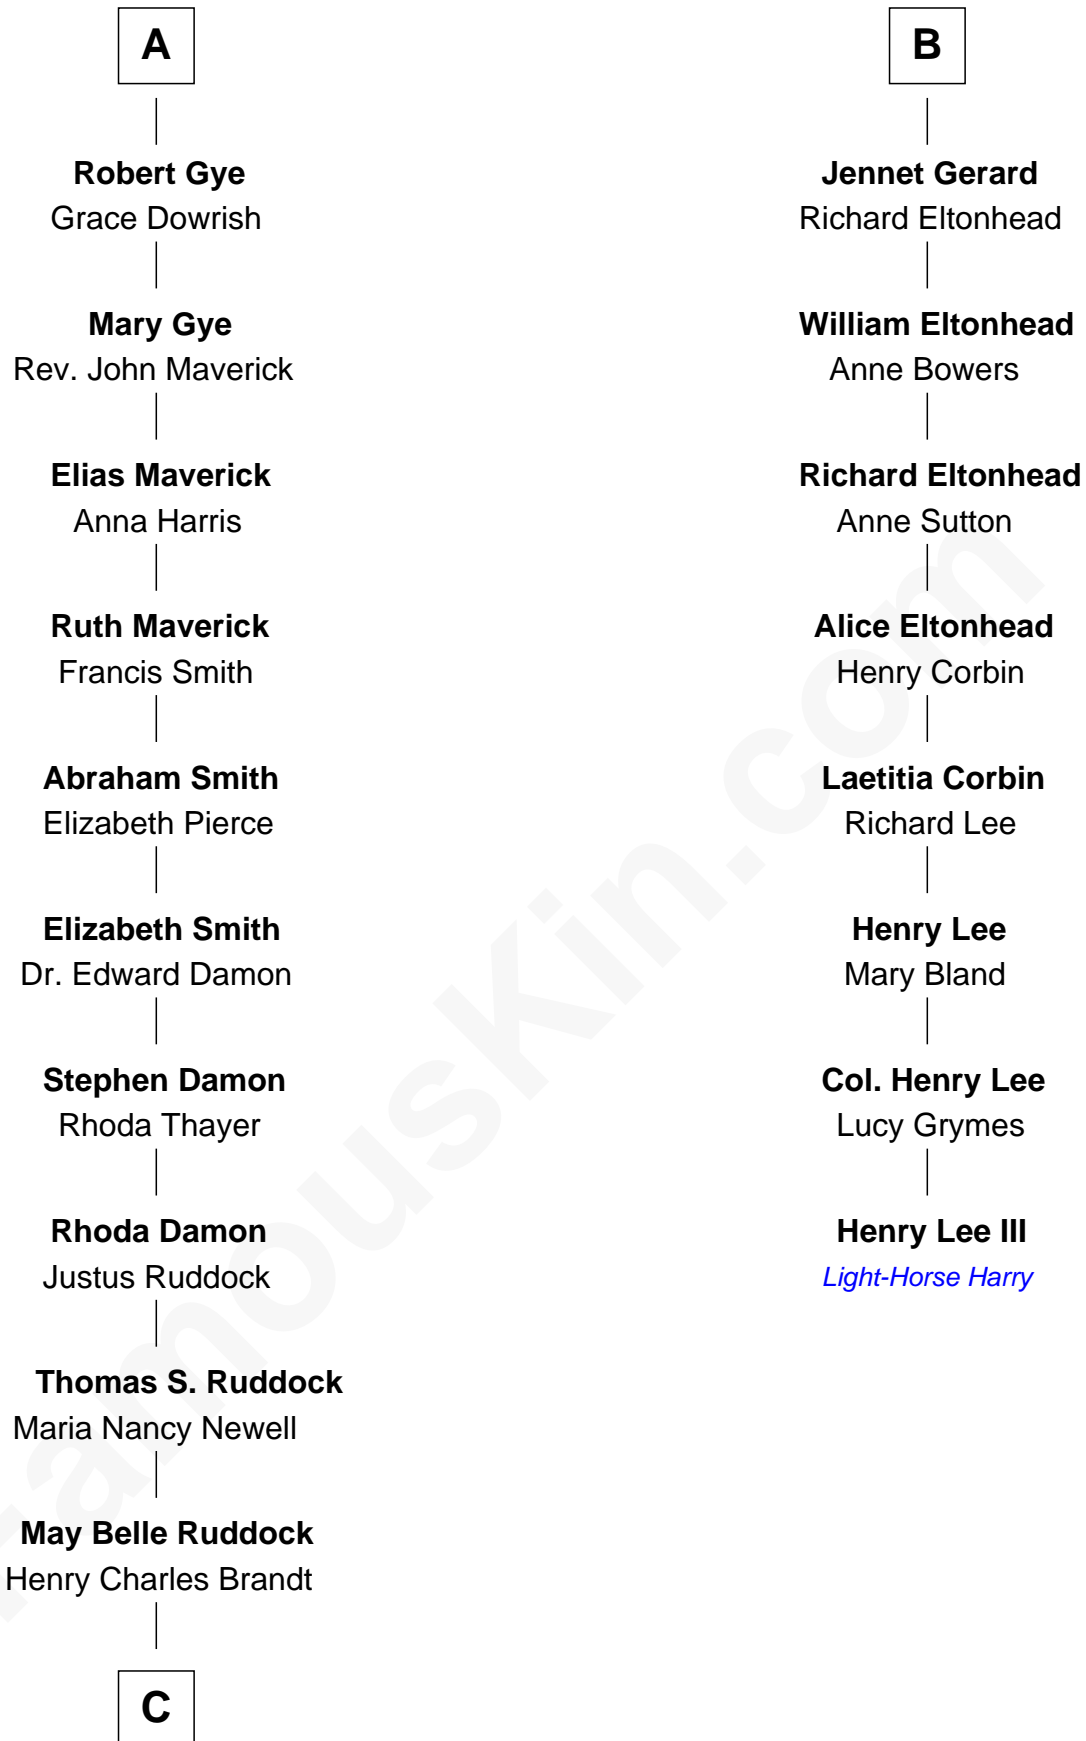 A
Robert Gye
Grace Dowrish
Mary Gye
Rev. John Maverick
Elias Maverick
Anna Harris
Ruth Maverick
Francis Smith
Abraham Smith
Elizabeth Pierce
Elizabeth Smith
Dr. Edward Damon
Stephen Damon
Rhoda Thayer
Rhoda Damon
Justus Ruddock
Thomas S. Ruddock
Maria Nancy Newell
May Belle Ruddock
Henry Charles Brandt
C
B
Jennet Gerard
Richard Eltonhead
William Eltonhead
Anne Bowers
Richard Eltonhead
Anne Sutton
Alice Eltonhead
Henry Corbin
Laetitia Corbin
Richard Lee
Henry Lee
Mary Bland
Col. Henry Lee
Lucy Grymes
Henry Lee III
Light-Horse Harry
FamousKin.com